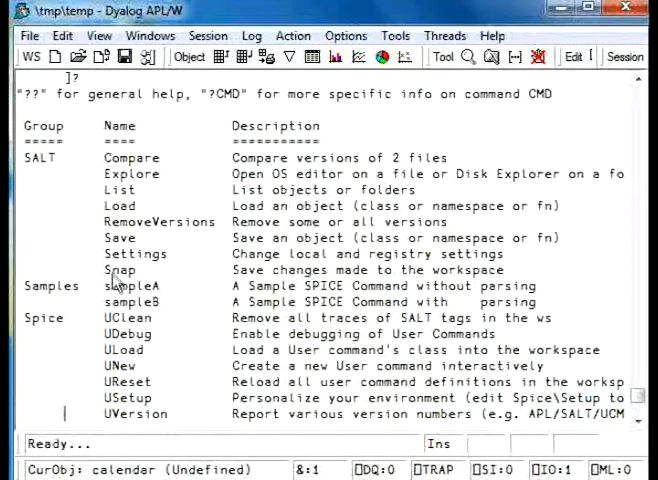 \tmp\temp - Dyalog APL/W
File Edit View Windows Session Log Action Options Tools Threads Help
WS Object Tool Edit Session
]?
"??" for general help, "?CMD" for more specific info on command CMD
Group Name Description
===== ==== ===========
SALT Compare Compare versions of 2 files
Explore Open OS editor on a file or Disk Explorer on a fo
List List objects or folders
Load Load an object (class or namespace or fn)
RemoveVersions Remove some or all versions
Save Save an object (class or namespace or fn)
Settings Change local and registry settings
Snap Save changes made to the workspace
Samples sampleA A Sample SPICE Command without parsing
sampleB A Sample SPICE Command with parsing
Spice UClean Remove all traces of SALT tags in the ws
UDebug Enable debugging of User Commands
ULoad Load a User command's class into the workspace
UNew Create a new User command interactively
UReset Reload all user command definitions in the worksp
USetup Personalize your environment (edit Spice\Setup to
UVersion Report various version numbers (e.g. APL/SALT/UCM
Ready... Ins
CurObj: calendar (Undefined) &:1 ⎕DQ:0 ⎕TRAP ⎕SI:0 ⎕IO:1 ⎕ML:0